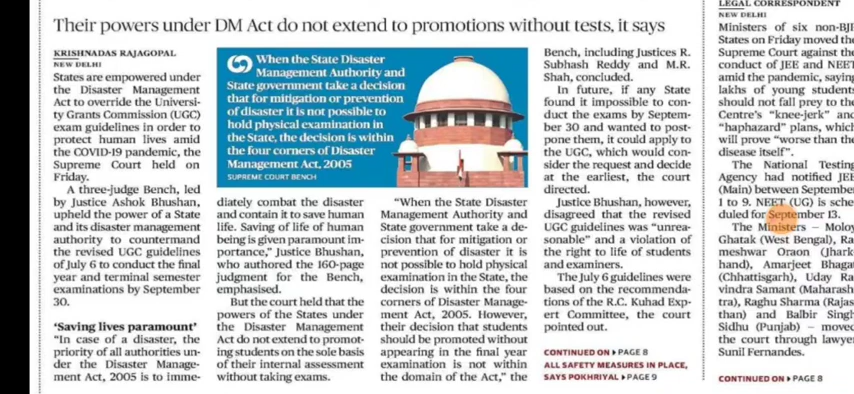 Their powers under DM Act do not extend to promotions without tests, it says
KRISHNADAS RAJAGOPAL
NEW DELHI
States are empowered under
the Disaster Management
Act to override the Universi-
ty Grants Commission (UGC)
exam guidelines in order to
protect human lives amid
the COVID-19 pandemic, the
Supreme Court held on
Friday.
A three-judge Bench, led
by Justice Ashok Bhushan,
upheld the power of a State
and its disaster management
authority to countermand
the revised UGC guidelines
of July 6 to conduct the final
year and terminal semester
examinations by September
30.
‘Saving lives paramount’
“In case of a disaster, the
priority of all authorities un-
der the Disaster Manage-
ment Act, 2005 is to imme-
When the State Disaster
Management Authority and
State government take a decision
that for mitigation or prevention
of disaster it is not possible to
hold physical examination in
the State, the decision is within
the four corners of Disaster
Management Act, 2005
SUPREME COURT BENCH
diately combat the disaster
and contain it to save human
life. Saving of life of human
being is given paramount im-
portance,” Justice Bhushan,
who authored the 160-page
judgment for the Bench,
emphasised.
But the court held that the
powers of the States under
the Disaster Management
Act do not extend to promot-
ing students on the sole basis
of their internal assessment
without taking exams.
“When the State Disaster
Management Authority and
State government take a de-
cision that for mitigation or
prevention of disaster it is
not possible to hold physical
examination in the State, the
decision is within the four
corners of Disaster Manage-
ment Act, 2005. However,
their decision that students
should be promoted without
appearing in the final year
examination is not within
the domain of the Act,” the
Bench, including Justices R.
Subhash Reddy and M.R.
Shah, concluded.
In future, if any State
found it impossible to con-
duct the exams by Septem-
ber 30 and wanted to post-
pone them, it could apply to
the UGC, which would con-
sider the request and decide
at the earliest, the court
directed.
Justice Bhushan, however,
disagreed that the revised
UGC guidelines was “unrea-
sonable” and a violation of
the right to life of students
and examiners.
The July 6 guidelines were
based on the recommenda-
tions of the R.C. Kuhad Exp-
ert Committee, the court
pointed out.
CONTINUED ON PAGE 8
ALL SAFETY MEASURES IN PLACE,
SAYS POKHRIYAL PAGE 9
LEGAL CORRESPONDENT
NEW DELHI
Ministers of six non-BJP
States on Friday moved the
Supreme Court against the
conduct of JEE and NEET
amid the pandemic, saying
lakhs of young students
should not fall prey to the
Centre’s “knee-jerk” and
“haphazard” plans, which
will prove “worse than the
disease itself”.
The National Testing
Agency had notified JEE
(Main) between September
1 to 9. NEET (UG) is sche
duled for September 13.
The Ministers – Moloy
Ghatak (West Bengal), Ra
meshwar Oraon (Jhark
hand), Amarjeet Bhagat
(Chhattisgarh), Uday Ra
vindra Samant (Maharash
tra), Raghu Sharma (Rajas
than) and Balbir Singh
Sidhu (Punjab) – moved
the court through lawyer
Sunil Fernandes.
CONTINUED ON PAGE 8